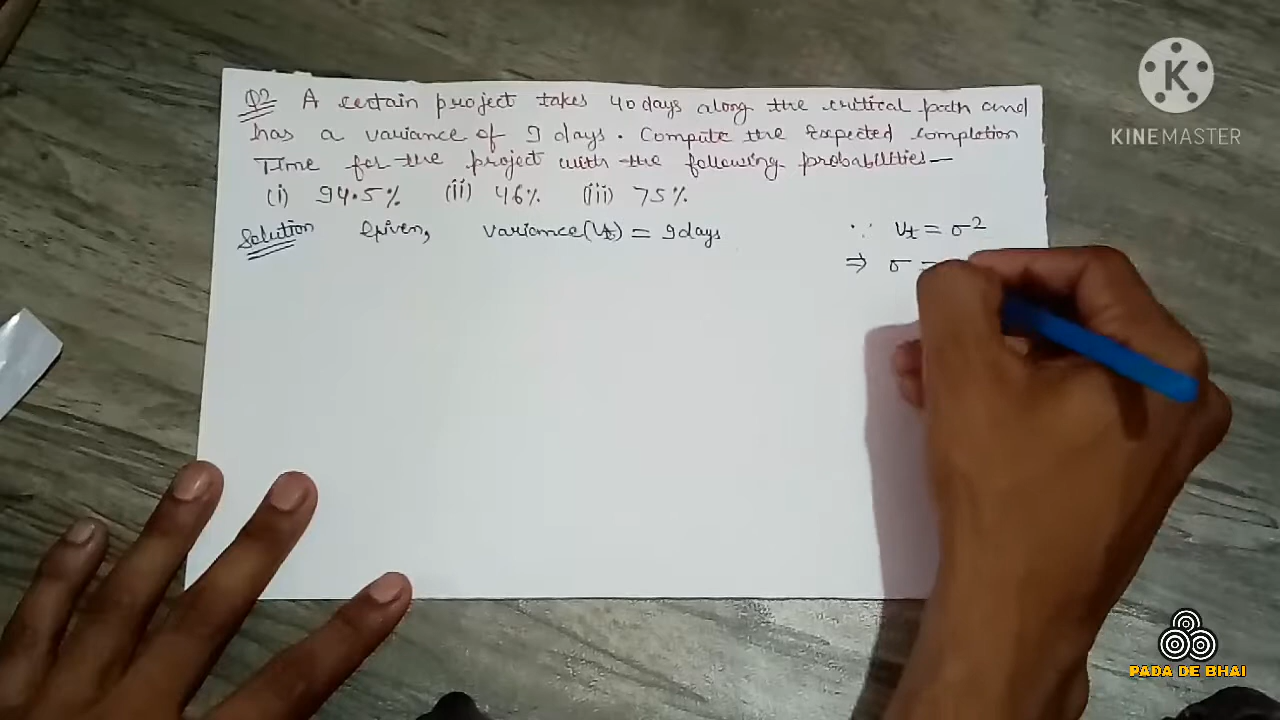 Q2 A certain project takes 40 days along the critical path and
has a variance of 9 days. Compute the Expected completion
Time for the project with the following probabilities—
(i) 94.5% (ii) 46% (iii) 75%
Solution Given, variance(Vt) = 9days ∵ Vt = σ²
⇒ σ =
K
KINEMASTER
PADA DE BHAI